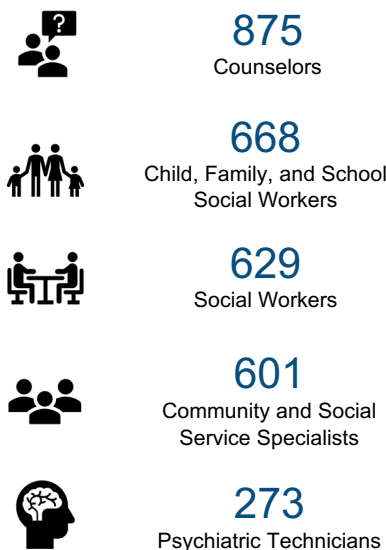 ?
875
Counselors
668
Child, Family, and School
Social Workers
629
Social Workers
601
Community and Social
Service Specialists
273
Psychiatric Technicians